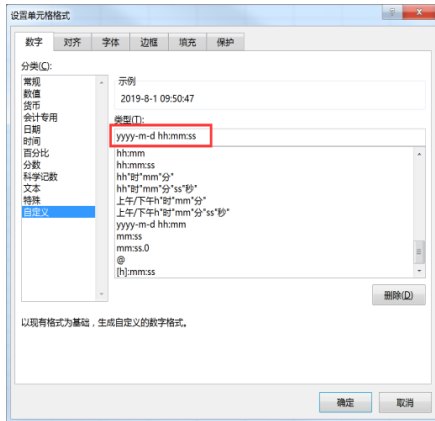 设置单元格格式
数字 对齐 字体 边框 填充 保护
分类(C):
常规
数值
货币
会计专用
日期
时间
百分比
分数
科学记数
文本
特殊
自定义
示例
2019-8-1 09:50:47
类型(T):
yyyy-m-d hh:mm:ss
hh:mm
hh:mm:ss
hh"时"mm"分"
hh"时"mm"分"ss"秒"
上午/下午h"时"mm"分"
上午/下午h"时"mm"分"ss"秒"
yyyy-m-d hh:mm
mm:ss
mm:ss.0
@
[h]:mm:ss
删除(D)
以现有格式为基础，生成自定义的数字格式。
确定 取消